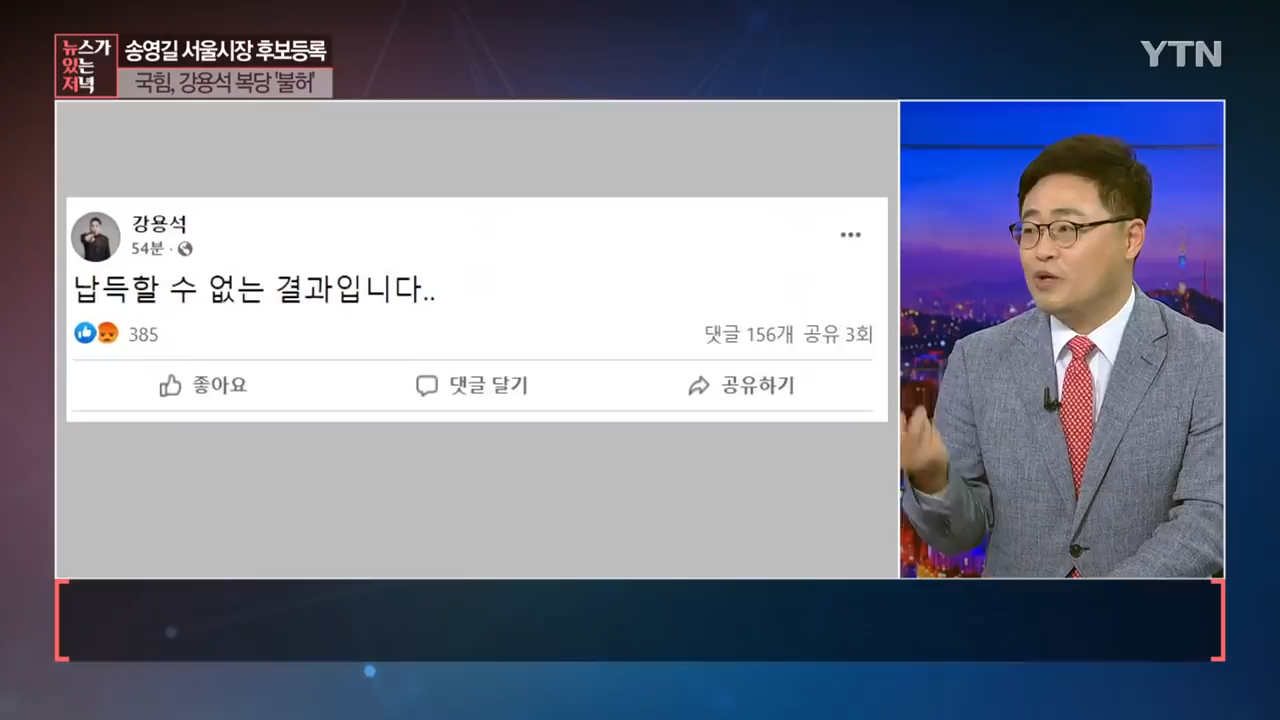 뉴스가
있는
저녁
송영길 서울시장 후보등록
국힘, 강용석 복당 '불허'
YTN
강용석
54분 ·
납득할 수 없는 결과입니다..
385
댓글 156개 공유 3회
좋아요
댓글 달기
공유하기